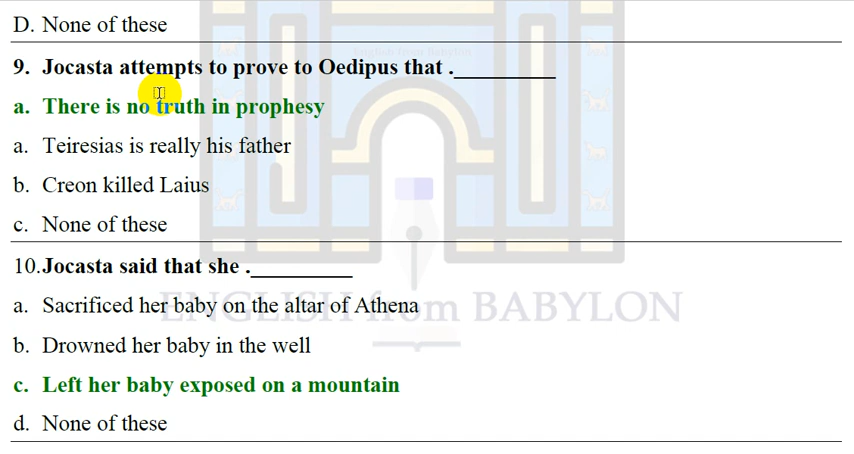 D. None of these
9. Jocasta attempts to prove to Oedipus that .__________
a. There is no truth in prophesy
a. Teiresias is really his father
b. Creon killed Laius
c. None of these
10.Jocasta said that she .__________
a. Sacrificed her baby on the altar of Athena
ENGLISH from BABYLON
b. Drowned her baby in the well
c. Left her baby exposed on a mountain
d. None of these